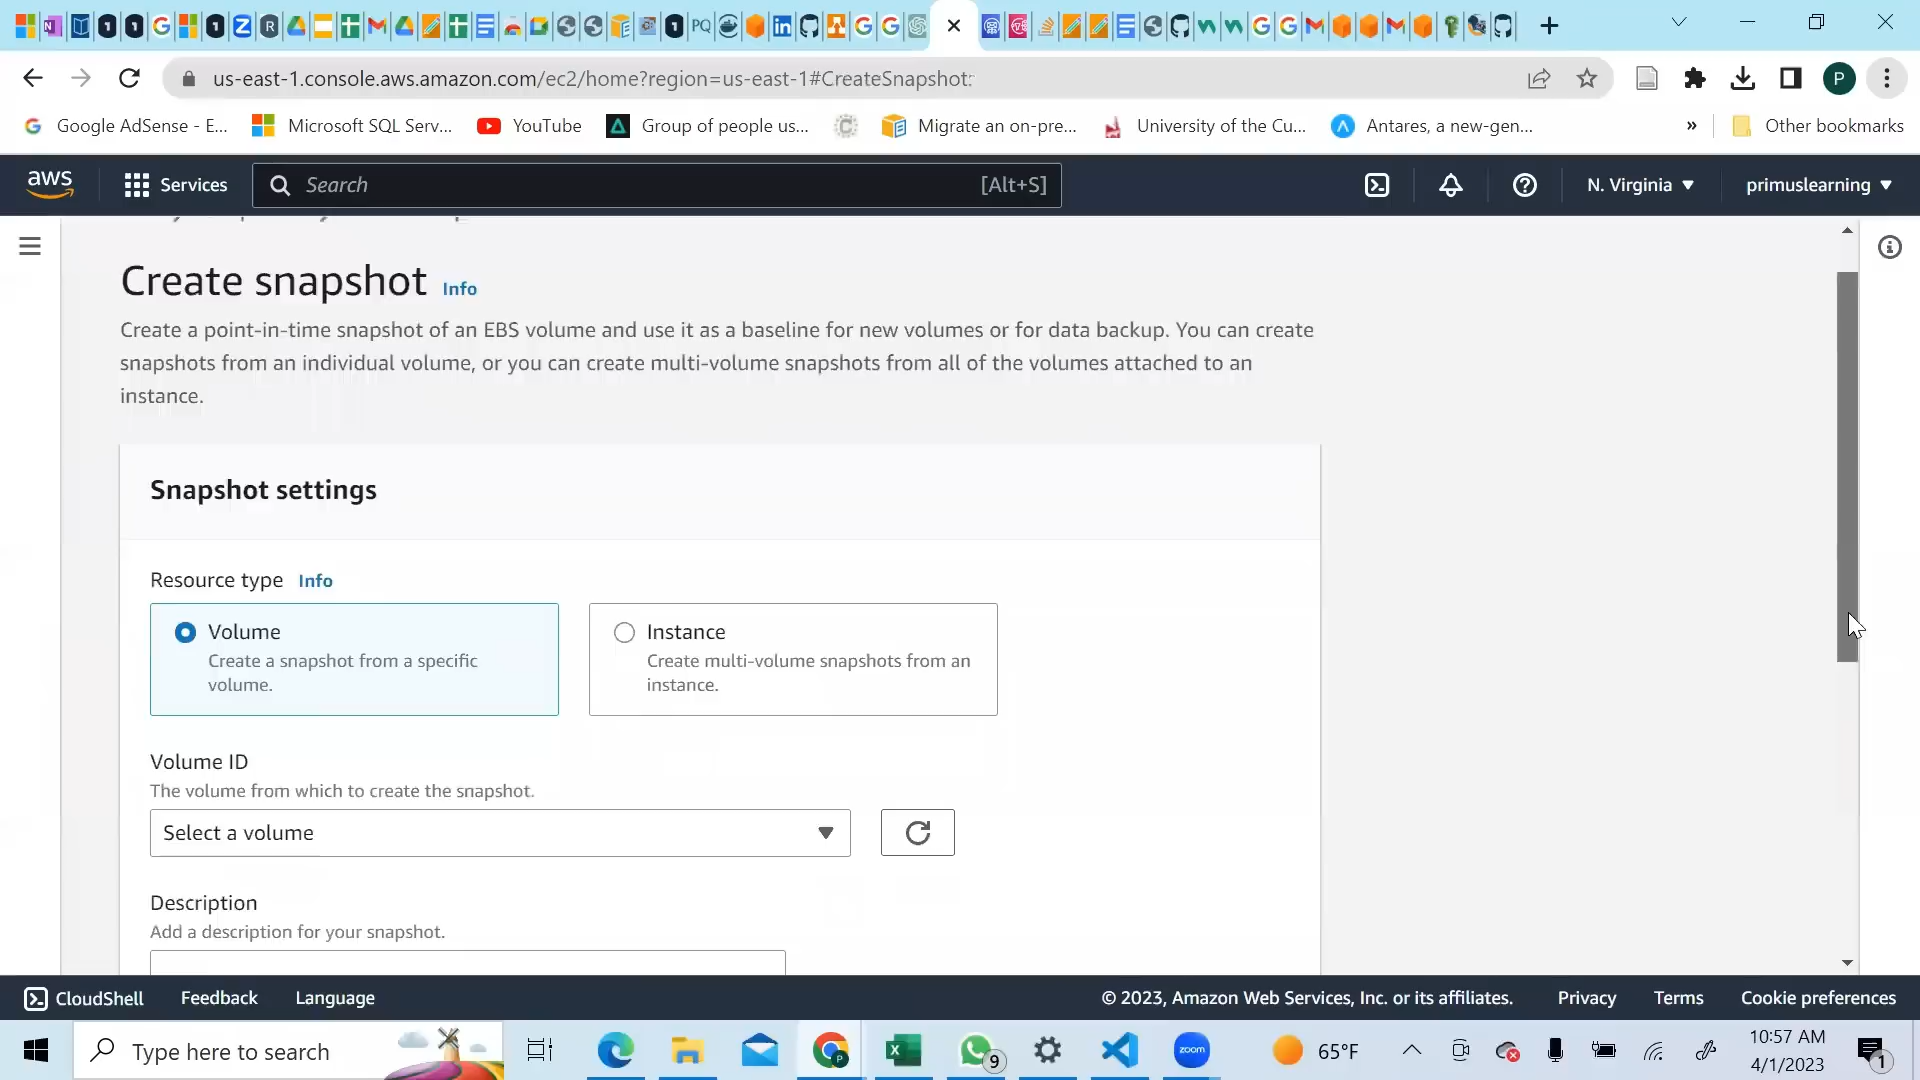 us-east-1.console.aws.amazon.com/ec2/home?region=us-east-1#CreateSnapshot:
P
Google AdSense - E...
Microsoft SQL Serv...
YouTube
Group of people us...
Migrate an on-pre...
University of the Cu...
Antares, a new-gen...
»
Other bookmarks
aws
Services
Search
[Alt+S]
N. Virginia
primuslearning
Create snapshot Info
Create a point-in-time snapshot of an EBS volume and use it as a baseline for new volumes or for data backup. You can create
snapshots from an individual volume, or you can create multi-volume snapshots from all of the volumes attached to an
instance.
Snapshot settings
Resource type Info
Volume
Create a snapshot from a specific
volume.
Instance
Create multi-volume snapshots from an
instance.
Volume ID
The volume from which to create the snapshot.
Select a volume
Description
Add a description for your snapshot.
CloudShell
Feedback
Language
© 2023, Amazon Web Services, Inc. or its affiliates.
Privacy
Terms
Cookie preferences
Type here to search
9
zoom
65°F
10:57 AM
4/1/2023
1